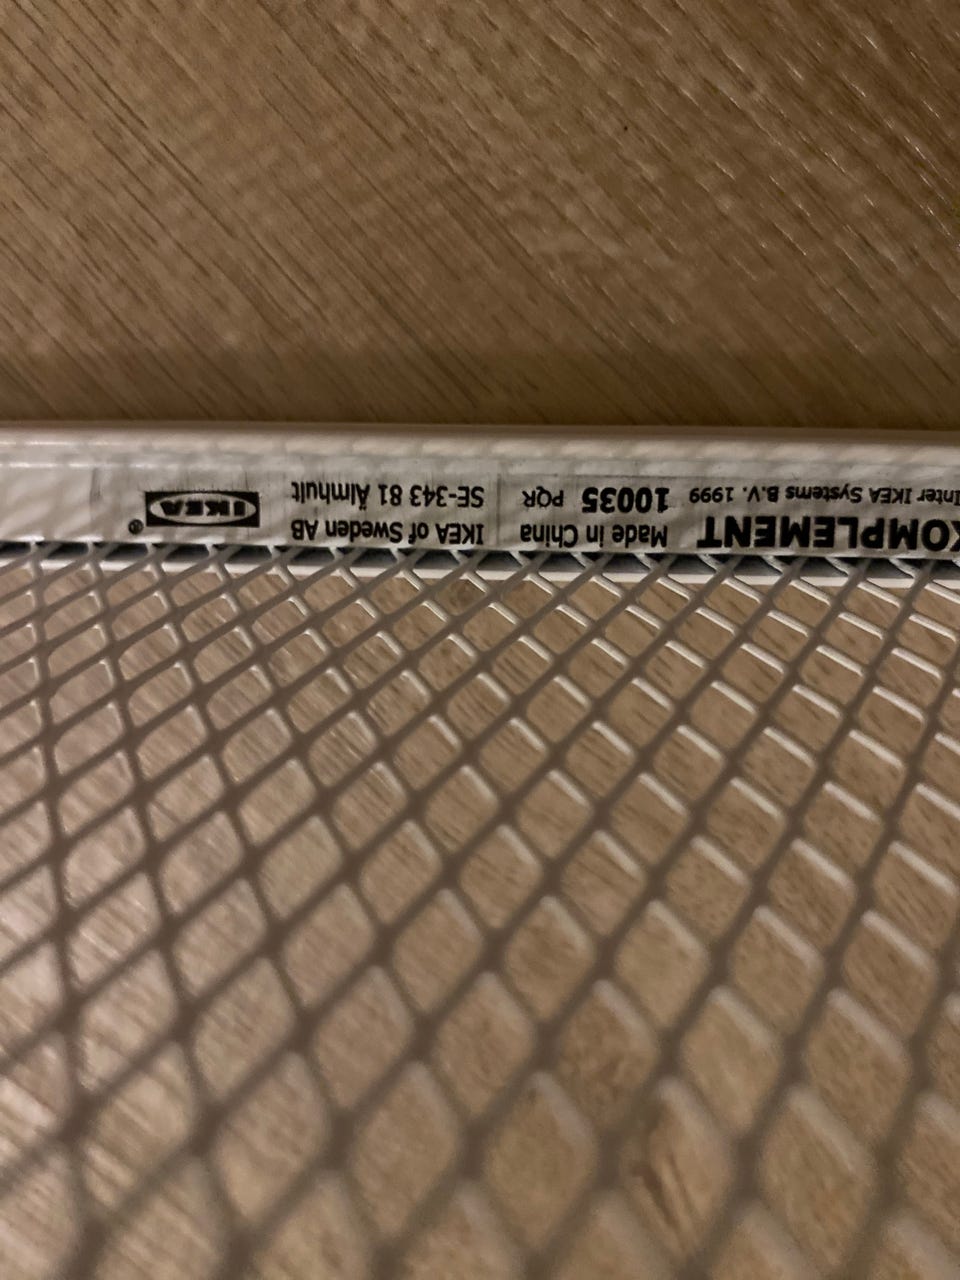 KOMPLEMENT
Inter IKEA Systems B.V. 1999
Made in China
10035 PQR
IKEA of Sweden AB
SE-343 81 Älmhult
IKEA ®